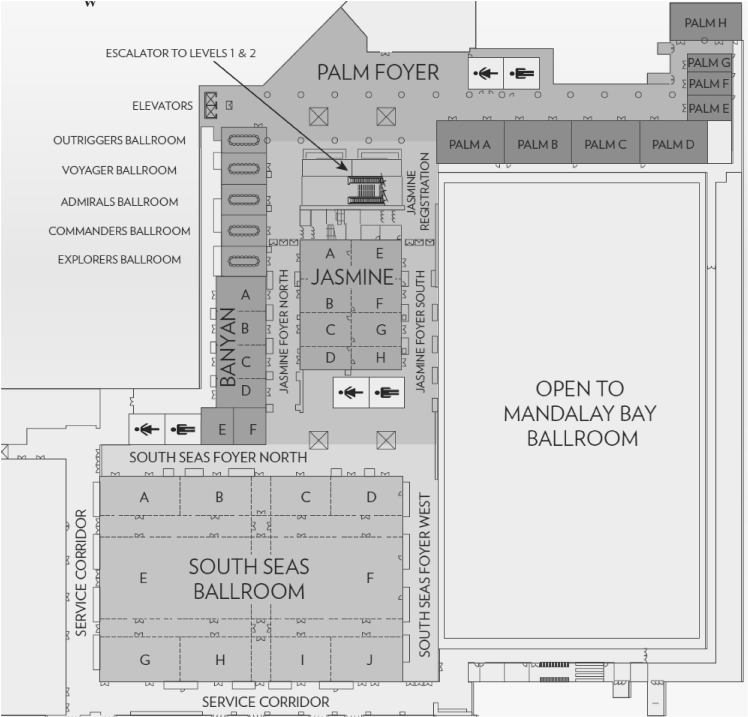 PALM H
ESCALATOR TO LEVELS 1 & 2
PALM FOYER
PALM G
PALM F
PALM E
ELEVATORS
OUTRIGGERS BALLROOM
PALM A
PALM B
PALM C
PALM D
VOYAGER BALLROOM
JASMINE
REGISTRATION
ADMIRALS BALLROOM
COMMANDERS BALLROOM
EXPLORERS BALLROOM
A
E
JASMINE
B
F
C
G
D
H
JASMINE FOYER NORTH
JASMINE FOYER SOUTH
BANYAN
A
B
C
D
E
F
OPEN TO
MANDALAY BAY
BALLROOM
SOUTH SEAS FOYER NORTH
A
B
C
D
SERVICE CORRIDOR
SOUTH SEAS
BALLROOM
E
F
SOUTH SEAS FOYER WEST
G
H
I
J
SERVICE CORRIDOR